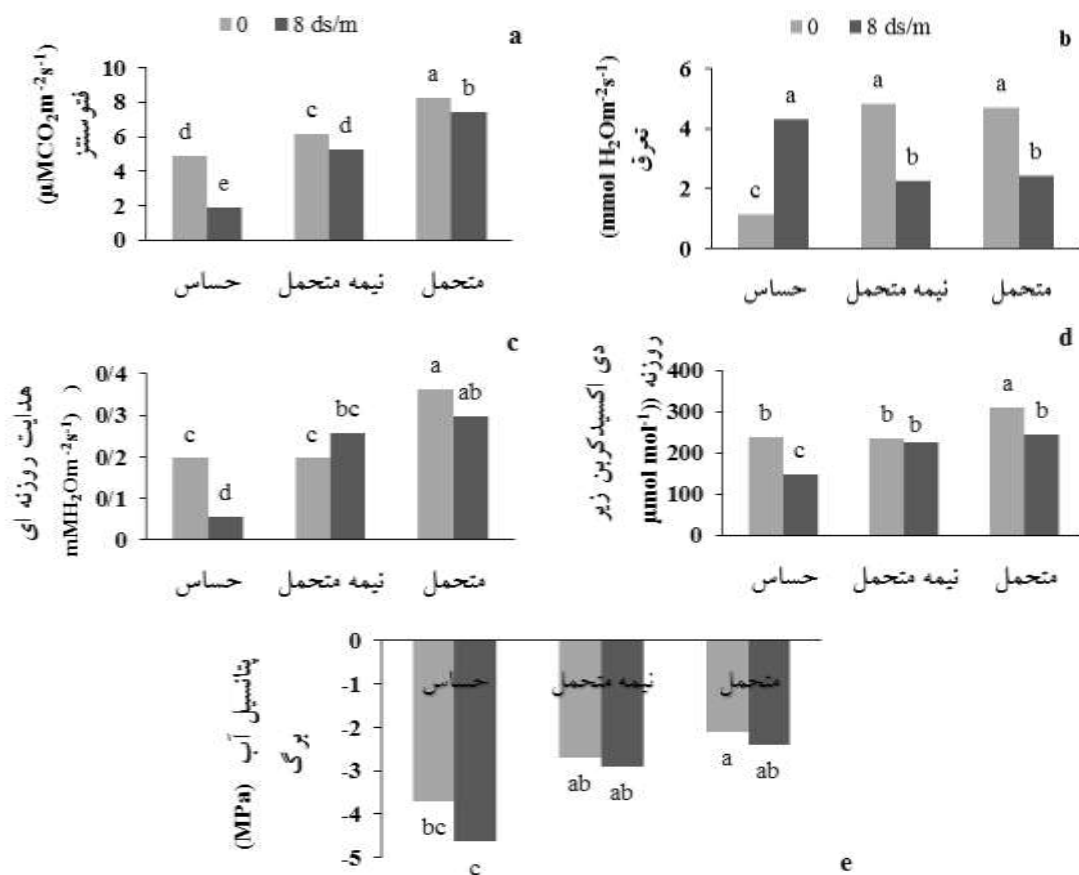 0 8 ds/m
a
(µMCO₂m⁻²s⁻¹)
فتوسنتز
10
8
6
4
2
0
d e c d a b
حساس نیمه متحمل متحمل
0 8 ds/m
b
(mmol H₂Om⁻²s⁻¹)
تعرق
6
4
2
0
c a a b a b
حساس نیمه متحمل متحمل
c
هدایت روزنه ای
mMH₂Om⁻²s¹) )
0/4
0/3
0/2
0/1
0
c d c bc a ab
حساس نیمه متحمل متحمل
d
دی اکسیدکربن زیر
روزنه ((µmol mol⁻¹)
400
300
200
100
0
b c b b a b
حساس نیمه متحمل متحمل
پتانسیل آب
برگ
(MPa)
0
-1
-2
-3
-4
-5
حساس نیمه متحمل متحمل
bc c ab ab a ab
e